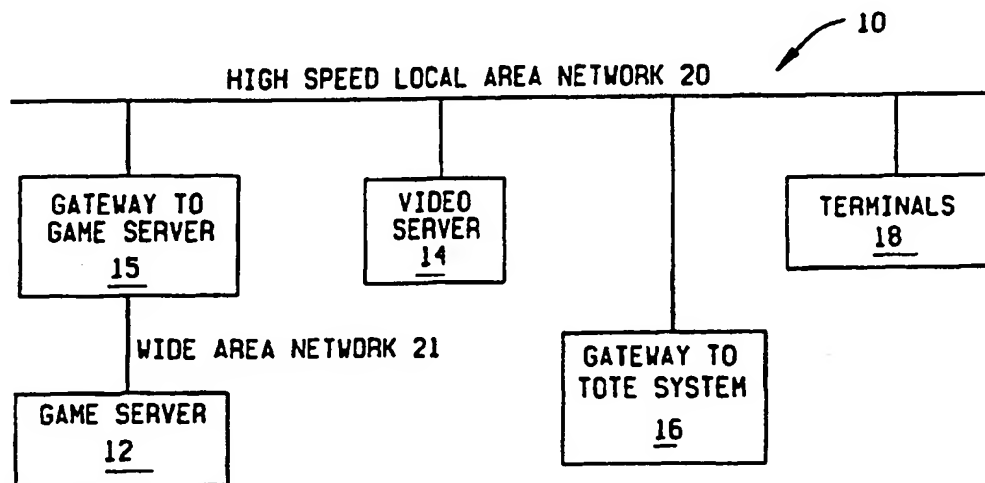 10
HIGH SPEED LOCAL AREA NETWORK 20
GATEWAY TO
GAME SERVER
15
VIDEO
SERVER
14
TERMINALS
18
WIDE AREA NETWORK 21
GATEWAY TO
TOTE SYSTEM
16
GAME SERVER
12